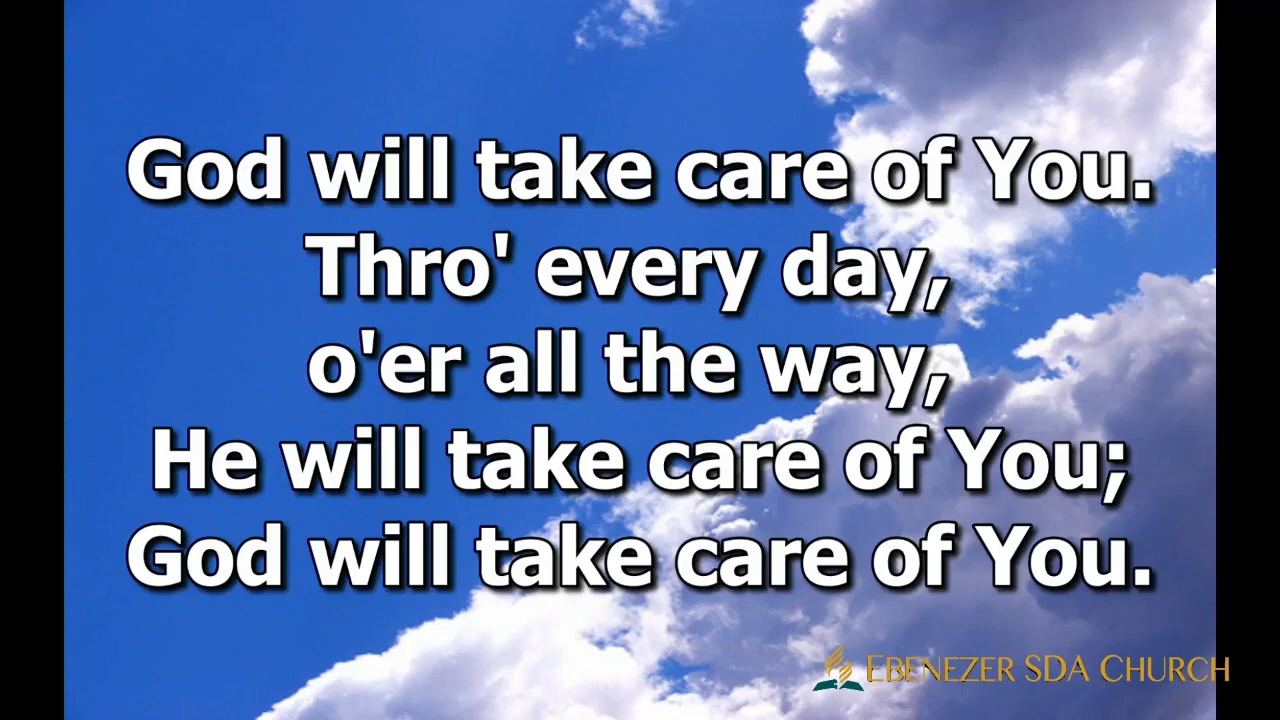 God will take care of You.
Thro' every day,
o'er all the way,
He will take care of You;
God will take care of You.
EBENEZER SDA CHURCH